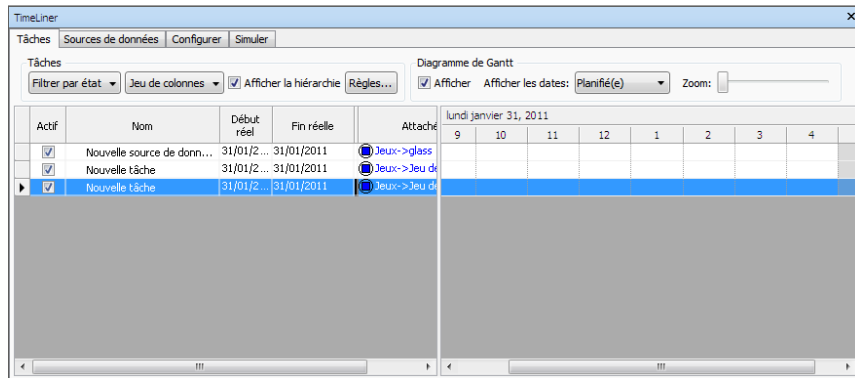 TimeLiner
Tâches Sources de données Configurer Simuler
Tâches
Filtrer par état Jeu de colonnes Afficher la hiérarchie Règles...
Diagramme de Gantt
Afficher Afficher les dates: Planifié(e) Zoom:
Actif Nom Début réel Fin réelle Attaché
lundi janvier 31, 2011
9 10 11 12 1 2 3 4
Nouvelle source de donn... 31/01/2... 31/01/2011 Jeux->glass
Nouvelle tâche 31/01/2... 31/01/2011 Jeux->Jeu de
Nouvelle tâche 31/01/2... 31/01/2011 Jeux->Jeu de